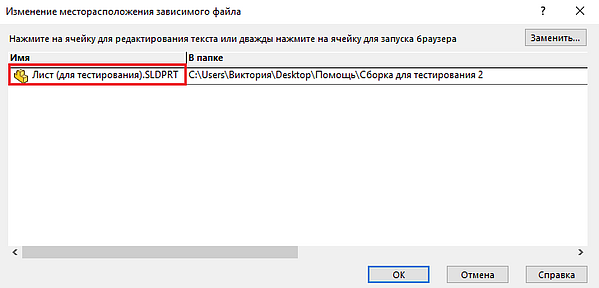 Изменение месторасположения зависимого файла
?
Нажмите на ячейку для редактирования текста или дважды нажмите на ячейку для запуска браузера
Заменить...
Имя В папке
Лист (для тестирования).SLDPRT C:\Users\Виктория\Desktop\Помощь\Сборка для тестирования 2
ОК Отмена Справка